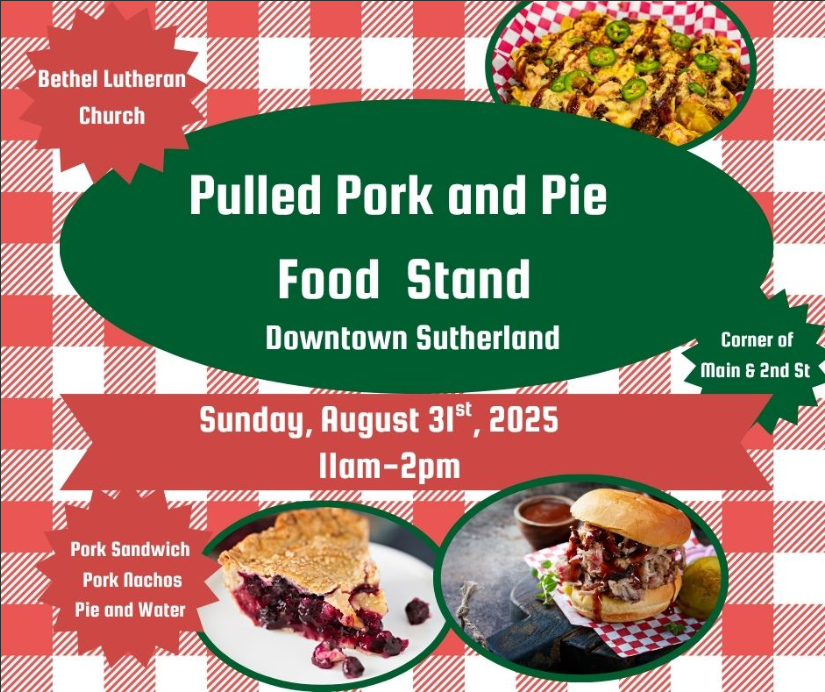 Bethel Lutheran
Church
Pulled Pork and Pie
Food Stand
Downtown Sutherland
Corner of
Main & 2nd St
Sunday, August 31st, 2025
11am-2pm
Pork Sandwich
Pork Nachos
Pie and Water